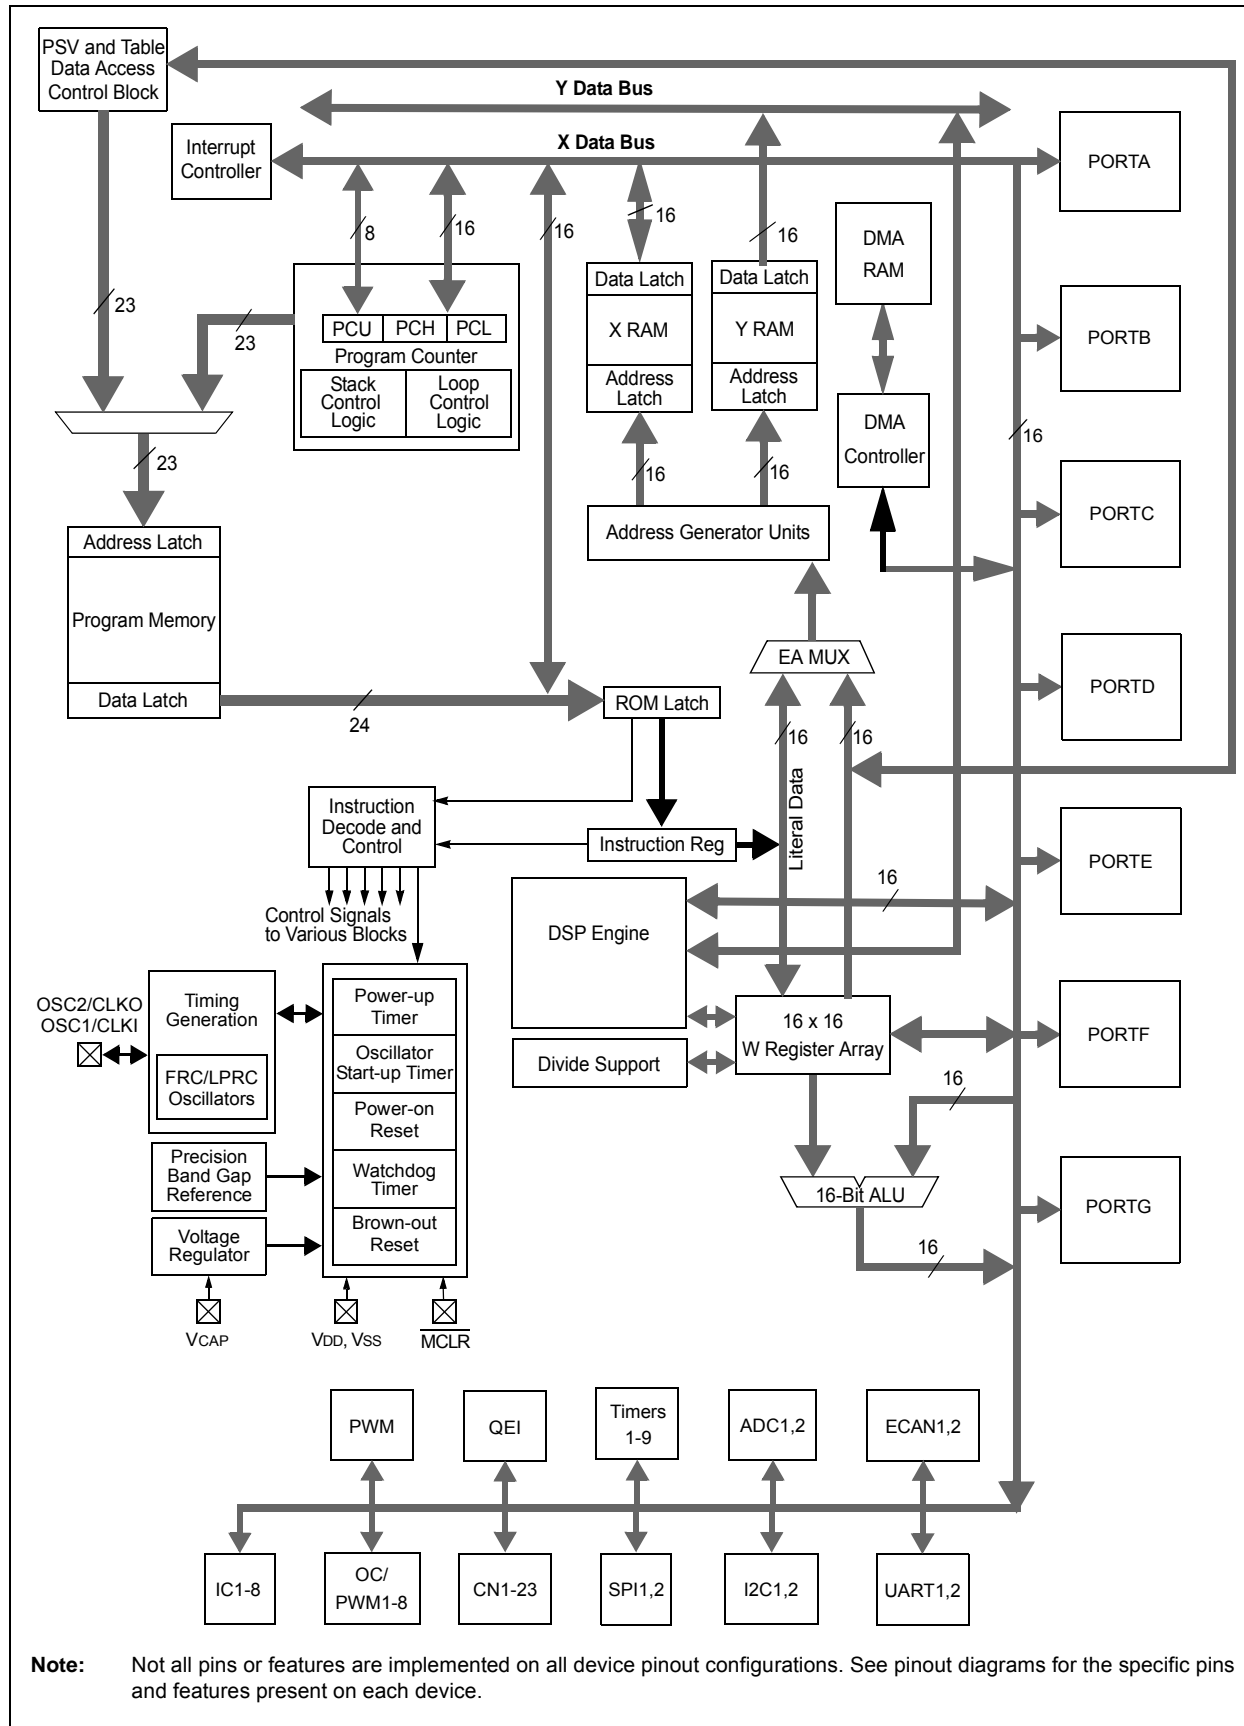 PSV and Table
Data Access
Control Block
Y Data Bus
X Data Bus
Interrupt
Controller
PORTA
8
16
16
16
16
DMA
RAM
23
23
Data Latch
X RAM
Address
Latch
Data Latch
Y RAM
Address
Latch
PCU
PCH
PCL
Program Counter
Stack
Control
Logic
Loop
Control
Logic
PORTB
DMA
Controller
16
23
16
16
PORTC
Address Latch
Program Memory
Data Latch
Address Generator Units
EA MUX
PORTD
24
ROM Latch
16
16
Literal Data
Instruction
Decode and
Control
Instruction Reg
PORTE
Control Signals
to Various Blocks
DSP Engine
16
OSC2/CLKO
OSC1/CLKI
Timing
Generation
FRC/LPRC
Oscillators
Power-up
Timer
Oscillator
Start-up Timer
Power-on
Reset
Watchdog
Timer
Brown-out
Reset
16 x 16
W Register Array
Divide Support
PORTF
16
Precision
Band Gap
Reference
16-Bit ALU
PORTG
Voltage
Regulator
16
VCAP
VDD, VSS
MCLR
PWM
QEI
Timers
1-9
ADC1,2
ECAN1,2
IC1-8
OC/
PWM1-8
CN1-23
SPI1,2
I2C1,2
UART1,2
Note: Not all pins or features are implemented on all device pinout configurations. See pinout diagrams for the specific pins
and features present on each device.